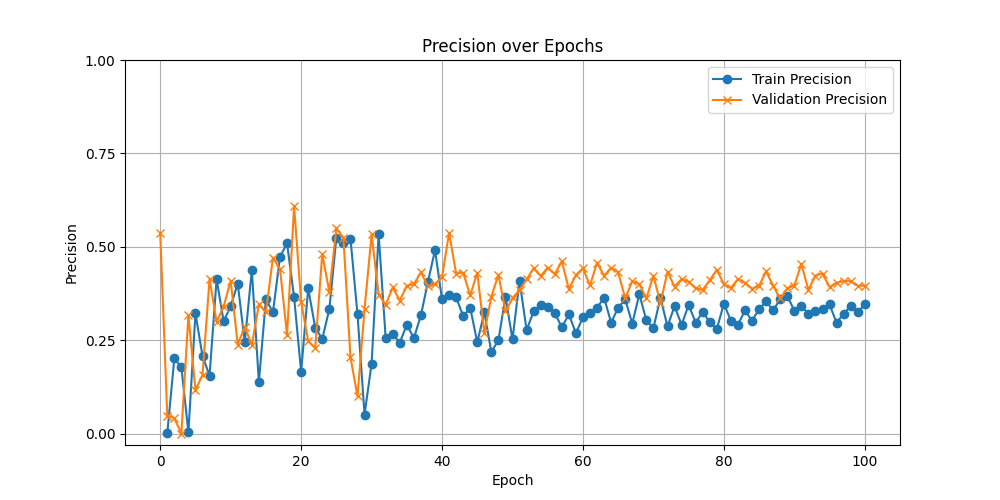 Precision over Epochs
Train Precision
Validation Precision
Precision
1.00
0.75
0.50
0.25
0.00
0 20 40 60 80 100
Epoch